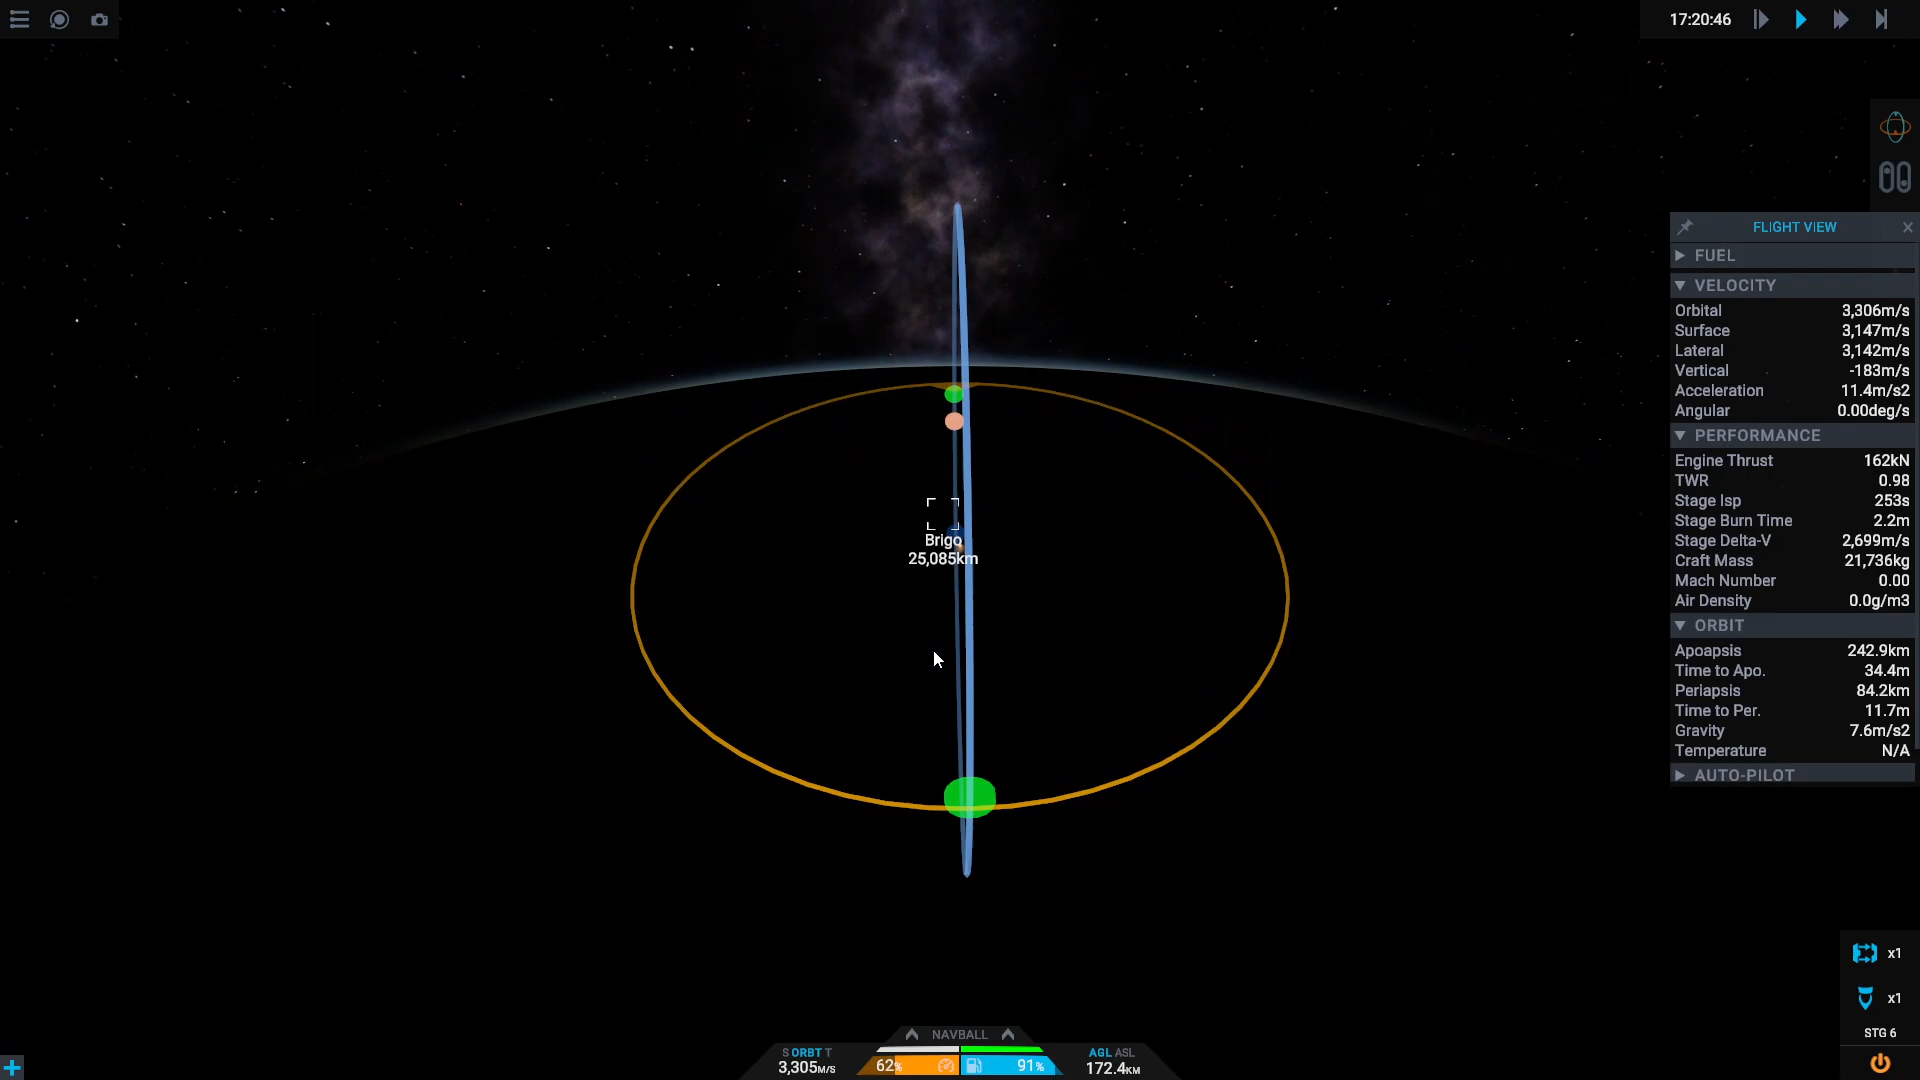 17:20:46
FLIGHT VIEW
FUEL
VELOCITY
Orbital 3,306m/s
Surface 3,147m/s
Lateral 3,142m/s
Vertical -183m/s
Acceleration 11.4m/s2
Angular 0.00deg/s
PERFORMANCE
Engine Thrust 162kN
TWR 0.98
Stage Isp 253s
Stage Burn Time 2.2m
Stage Delta-V 2,699m/s
Craft Mass 21,736kg
Mach Number 0.00
Air Density 0.0g/m3
ORBIT
Apoapsis 242.9km
Time to Apo. 34.4m
Periapsis 84.2km
Time to Per. 11.7m
Gravity 7.6m/s2
Temperature N/A
AUTO-PILOT
Brigo
25,085km
x1
x1
STG 6
NAVBALL
S ORBT T
3,305M/S
62%
91%
AGL ASL
172.4KM